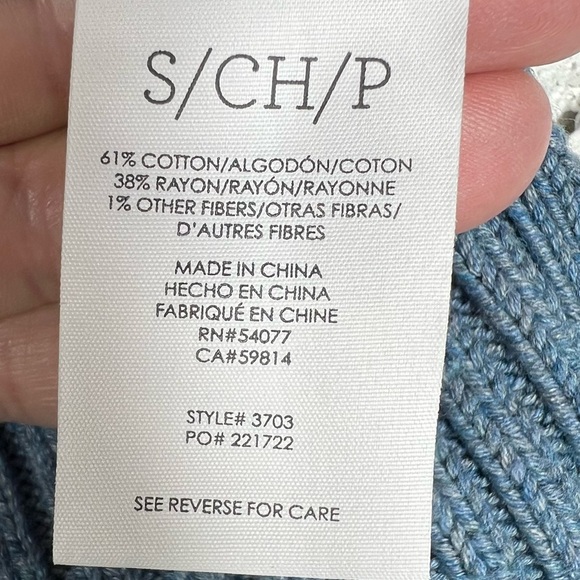 S/CH/P
61% COTTON/ALGODÓN/COTON
38% RAYON/RAYÓN/RAYONNE
1% OTHER FIBERS/OTRAS FIBRAS/
D'AUTRES FIBRES
MADE IN CHINA
HECHO EN CHINA
FABRIQUÉ EN CHINE
RN#54077
CA#59814
STYLE# 3703
PO# 221722
SEE REVERSE FOR CARE